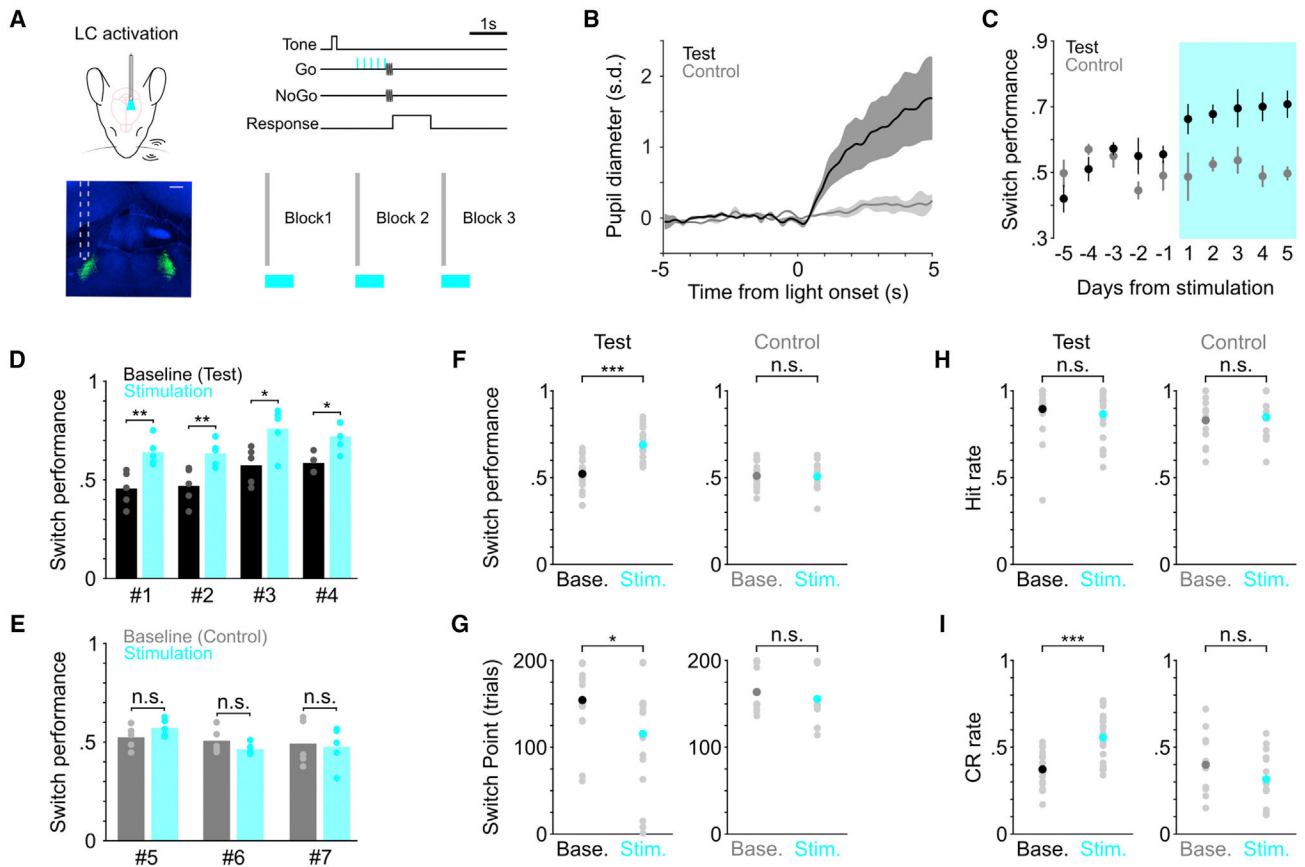 A
LC activation
1s
Tone
Go
NoGo
Response
Block1
Block 2
Block 3
B
Test
Control
Pupil diameter (s.d.)
2
1
0
-5
0
5
Time from light onset (s)
C
Test
Control
Switch performance
.9
.7
.5
.3
-5 -4 -3 -2 -1 1 2 3 4 5
Days from stimulation
D
Baseline (Test)
Stimulation
Switch performance
1
.5
0
** ** * *
#1 #2 #3 #4
E
Baseline (Control)
Stimulation
Switch performance
1
.5
0
n.s. n.s. n.s.
#5 #6 #7
F
Test
Control
*** n.s.
Switch performance
1 1
.5 .5
0 0
Base. Stim. Base. Stim.
G
* n.s.
Switch Point (trials)
200 200
100 100
0 0
Base. Stim. Base. Stim.
H
Test
Control
n.s. n.s.
Hit rate
1 1
.5 .5
0 0
Base. Stim. Base. Stim.
I
*** n.s.
CR rate
1 1
.5 .5
0 0
Base. Stim. Base. Stim.